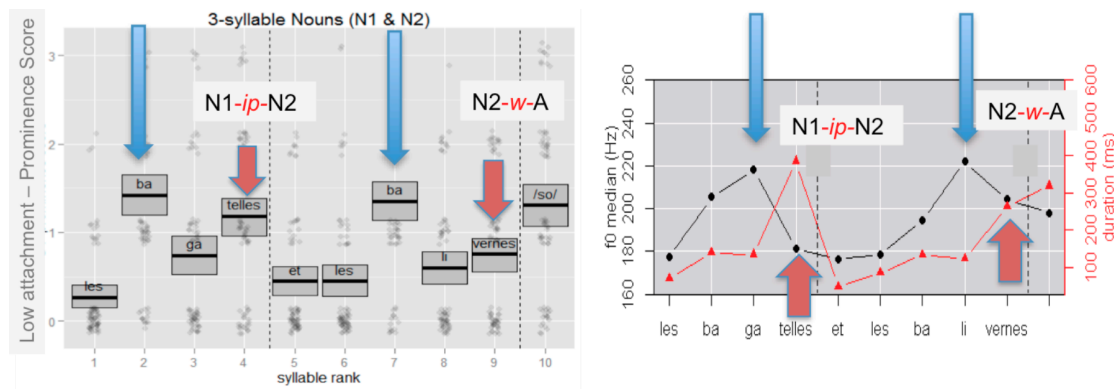 3-syllable Nouns (N1 & N2)
Low attachment – Prominence Score
3
2
1
0
N1-ip-N2
N2-w-A
les
ba
ga
telles
et
les
ba
li
vernes
/so/
1 2 3 4 5 6 7 8 9 10
syllable rank
f0 median (Hz)
260
240
220
200
180
160
N1-ip-N2
N2-w-A
600
500
400
300
200
100
duration (ms)
les ba ga telles et les ba li vernes